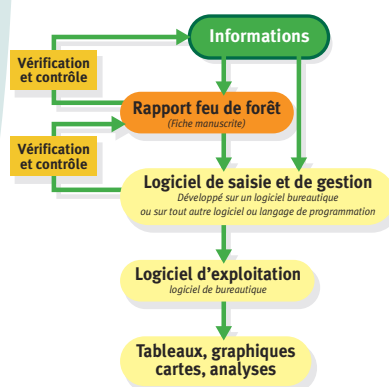 Informations
Vérification
et contrôle
Rapport feu de forêt
(Fiche manuscrite)
Vérification
et contrôle
Logiciel de saisie et de gestion
Développé sur un logiciel bureautique
ou sur tout autre logiciel ou langage de programmation
Logiciel d'exploitation
logiciel de bureautique
Tableaux, graphiques
cartes, analyses